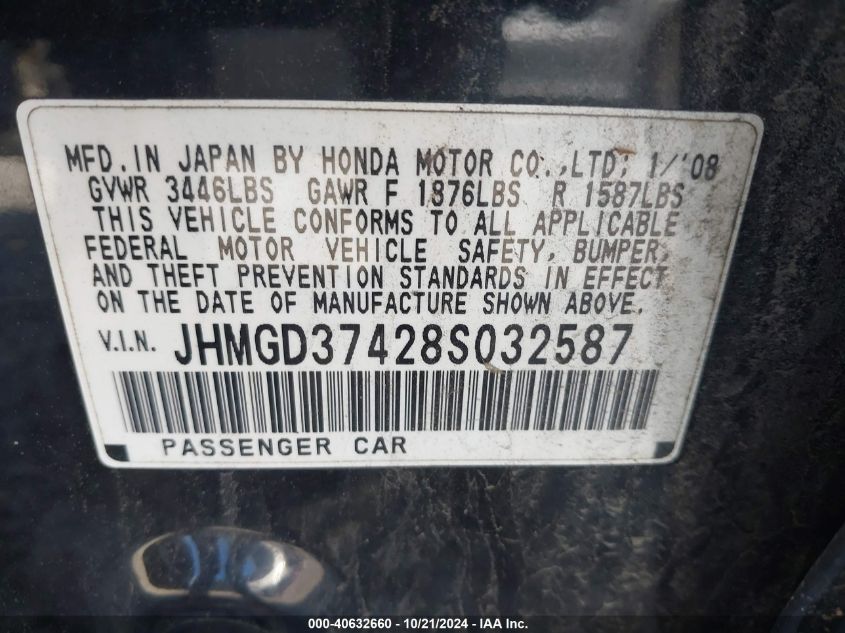 MFD. IN JAPAN BY HONDA MOTOR CO., LTD; 1/'08
GVWR 3446LBS GAWR F 1876LBS R 1587LBS
THIS VEHICLE CONFORMS TO ALL APPLICABLE
FEDERAL MOTOR VEHICLE SAFETY, BUMPER,
AND THEFT PREVENTION STANDARDS IN EFFECT
ON THE DATE OF MANUFACTURE SHOWN ABOVE.
V.I.N. JHMGD37428S032587
PASSENGER CAR
000-40632660 - 10/21/2024 - IAA Inc.